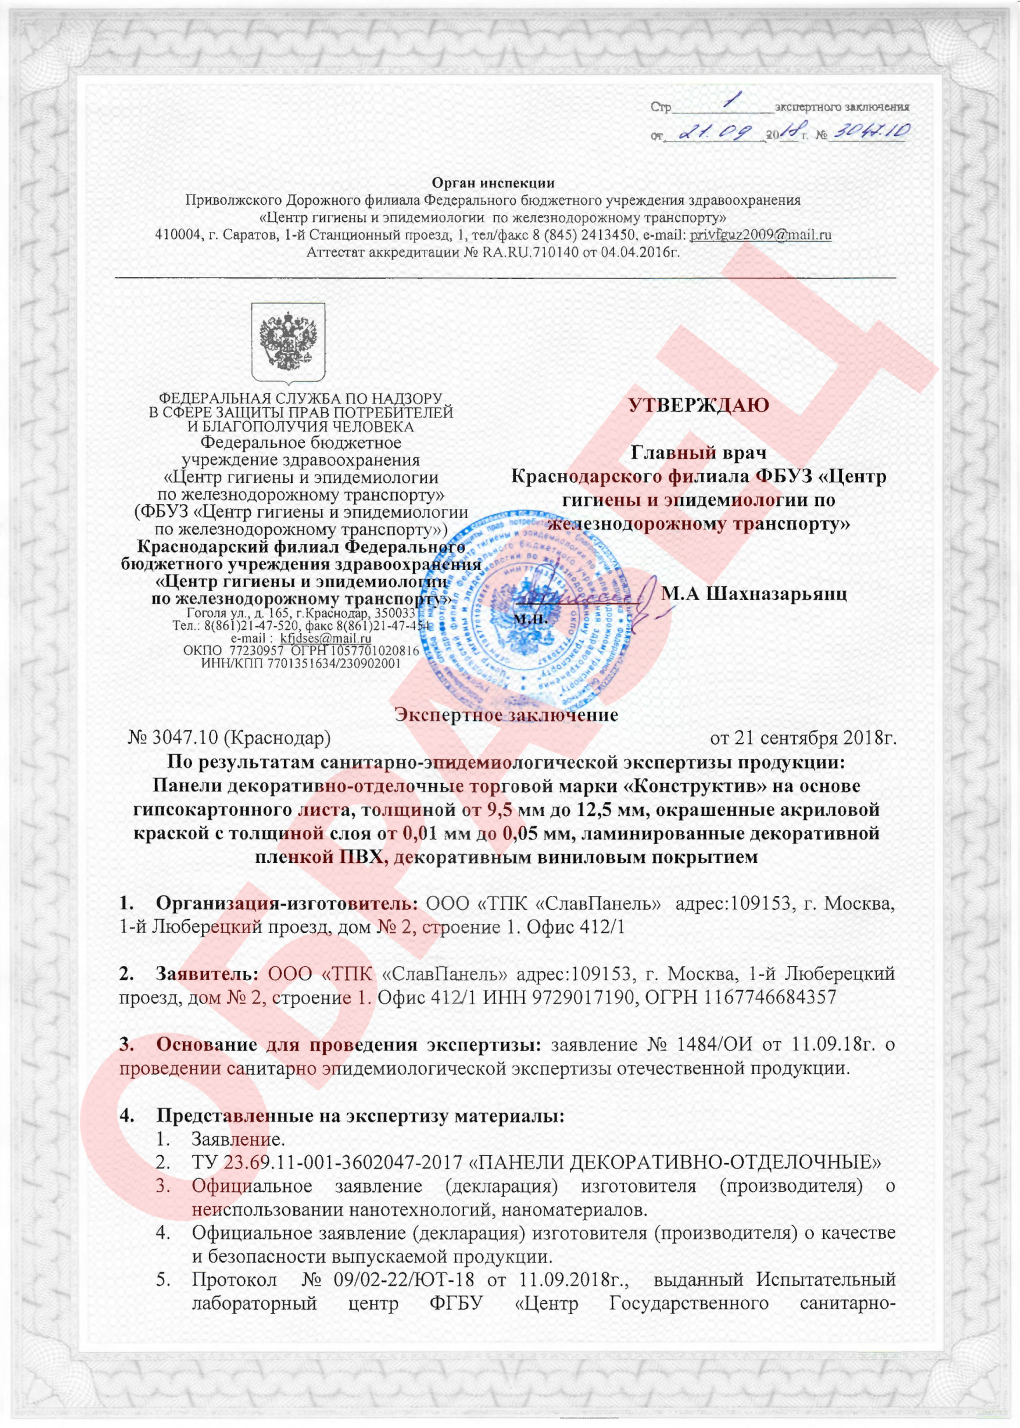 Стр 1 экспертного заключения
от 21.09 2018 г. № 3047.10
Орган инспекции
Приволжского Дорожного филиала Федерального бюджетного учреждения здравоохранения
«Центр гигиены и эпидемиологии по железнодорожному транспорту»
410004, г. Саратов, 1-й Станционный проезд, 1, тел/факс 8 (845) 2413450, e-mail: privfguz2009@mail.ru
Аттестат аккредитации № RA.RU.710140 от 04.04.2016г.
ФЕДЕРАЛЬНАЯ СЛУЖБА ПО НАДЗОРУ
В СФЕРЕ ЗАЩИТЫ ПРАВ ПОТРЕБИТЕЛЕЙ
И БЛАГОПОЛУЧИЯ ЧЕЛОВЕКА
Федеральное бюджетное
учреждение здравоохранения
«Центр гигиены и эпидемиологии
по железнодорожному транспорту»
(ФБУЗ «Центр гигиены и эпидемиологии
по железнодорожному транспорту»)
Краснодарский филиал Федерального
бюджетного учреждения здравоохранения
«Центр гигиены и эпидемиологии
по железнодорожному транспорту»
Гоголя ул., д. 165, г.Краснодар, 350033
Тел.: 8(861)21-47-520, факс 8(861)21-47-454
e-mail : kfjdses@mail.ru
ОКПО 77230957 ОГРН 1057701020816
ИНН/КПП 7701351634/230902001
УТВЕРЖДАЮ
Главный врач
Краснодарского филиала ФБУЗ «Центр
гигиены и эпидемиологии по
железнодорожному транспорту»
М.А Шахназарьянц
м.п.
Экспертное заключение
№ 3047.10 (Краснодар) от 21 сентября 2018г.
По результатам санитарно-эпидемиологической экспертизы продукции:
Панели декоративно-отделочные торговой марки «Конструктив» на основе
гипсокартонного листа, толщиной от 9,5 мм до 12,5 мм, окрашенные акриловой
краской с толщиной слоя от 0,01 мм до 0,05 мм, ламинированные декоративной
пленкой ПВХ, декоративным виниловым покрытием
1. Организация-изготовитель: ООО «ТПК «СлавПанель» адрес:109153, г. Москва,
1-й Люберецкий проезд, дом № 2, строение 1. Офис 412/1
2. Заявитель: ООО «ТПК «СлавПанель» адрес:109153, г. Москва, 1-й Люберецкий
проезд, дом № 2, строение 1. Офис 412/1 ИНН 9729017190, ОГРН 1167746684357
3. Основание для проведения экспертизы: заявление № 1484/ОИ от 11.09.18г. о
проведении санитарно эпидемиологической экспертизы отечественной продукции.
4. Представленные на экспертизу материалы:
1. Заявление.
2. ТУ 23.69.11-001-3602047-2017 «ПАНЕЛИ ДЕКОРАТИВНО-ОТДЕЛОЧНЫЕ»
3. Официальное заявление (декларация) изготовителя (производителя) о
неиспользовании нанотехнологий, наноматериалов.
4. Официальное заявление (декларация) изготовителя (производителя) о качестве
и безопасности выпускаемой продукции.
5. Протокол № 09/02-22/ЮТ-18 от 11.09.2018г., выданный Испытательный
лабораторный центр ФГБУ «Центр Государственного санитарно-
ОБРАЗЕЦ